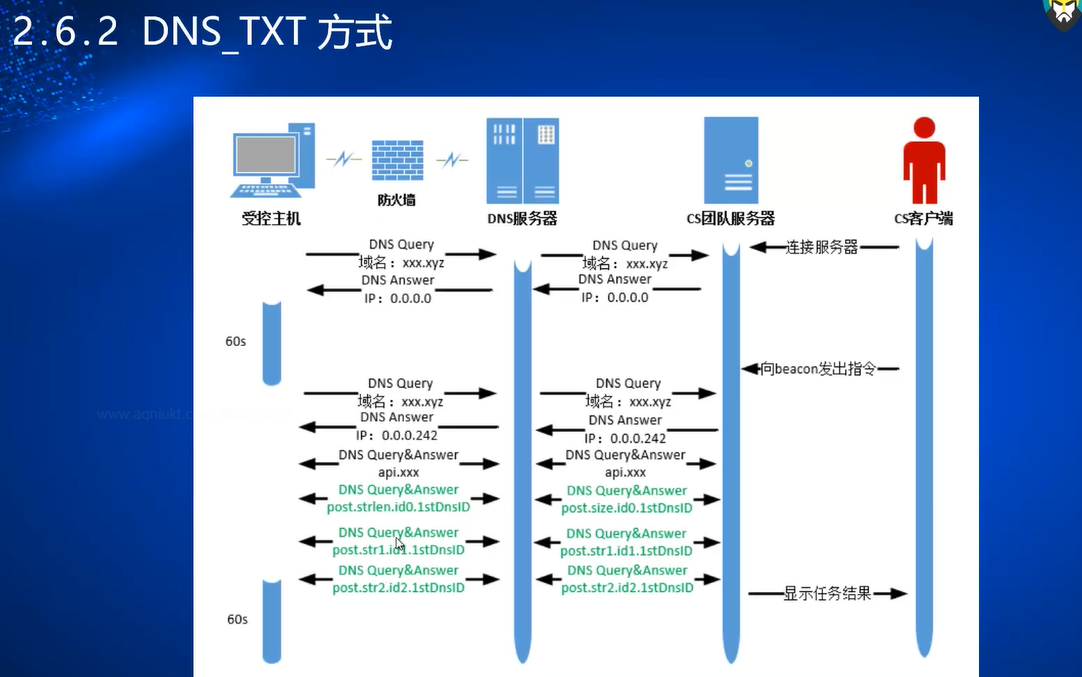 2.6.2 DNS_TXT 方式
防火墙
受控主机
DNS服务器
CS团队服务器
CS客户端
DNS Query
域名：xxx.xyz
DNS Query
域名：xxx.xyz
连接服务器
DNS Answer
IP：0.0.0.0
DNS Answer
IP：0.0.0.0
60s
向beacon发出指令
DNS Query
域名：xxx.xyz
DNS Query
域名：xxx.xyz
DNS Answer
IP：0.0.0.242
DNS Answer
IP：0.0.0.242
DNS Query&Answer
api.xxx
DNS Query&Answer
api.xxx
DNS Query&Answer
post.strlen.id0.1stDnsID
DNS Query&Answer
post.size.id0.1stDnsID
DNS Query&Answer
post.str1.id1.1stDnsID
DNS Query&Answer
post.str1.id1.1stDnsID
DNS Query&Answer
post.str2.id2.1stDnsID
DNS Query&Answer
post.str2.id2.1stDnsID
显示任务结果
60s